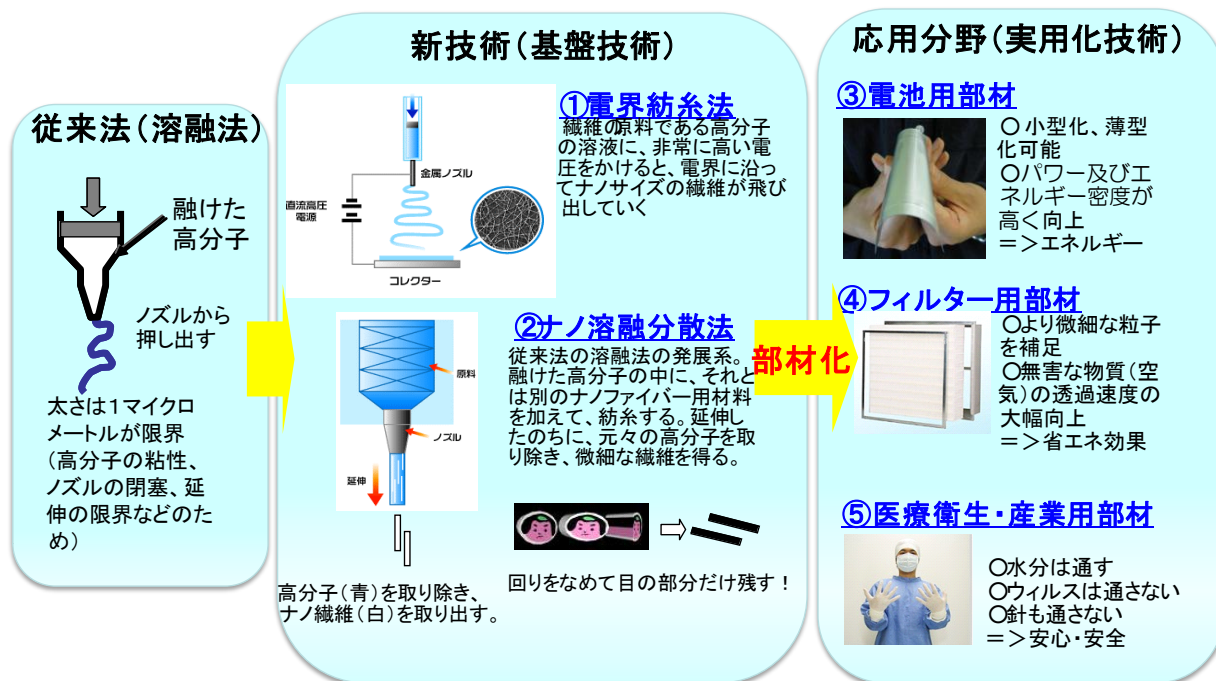 従来法(溶融法)
融けた
高分子
ノズルから
押し出す
太さは1マイクロ
メートルが限界
(高分子の粘性、
ノズルの閉塞、延
伸の限界などのた
め)
新技術(基盤技術)
①電界紡糸法
繊維の原料である高分子
の溶液に、非常に高い電
圧をかけると、電界に沿っ
てナノサイズの繊維が飛び
出していく
金属ノズル
直流高圧
電源
コレクター
②ナノ溶融分散法
従来法の溶融法の発展系。
融けた高分子の中に、それと
は別のナノファイバー用材料
を加えて、紡糸する。延伸し
たのちに、元々の高分子を取
り除き、微細な繊維を得る。
原料
ノズル
延伸
高分子(青)を取り除き、
ナノ繊維(白)を取り出す。
回りをなめて目の部分だけ残す!
部材化
応用分野(実用化技術)
③電池用部材
○小型化、薄型
化可能
○パワー及びエ
ネルギー密度が
高く向上
=>エネルギー
④フィルター用部材
○より微細な粒子
を補足
○無害な物質(空
気)の透過速度の
大幅向上
=>省エネ効果
⑤医療衛生・産業用部材
○水分は通す
○ウィルスは通さない
○針も通さない
=>安心・安全